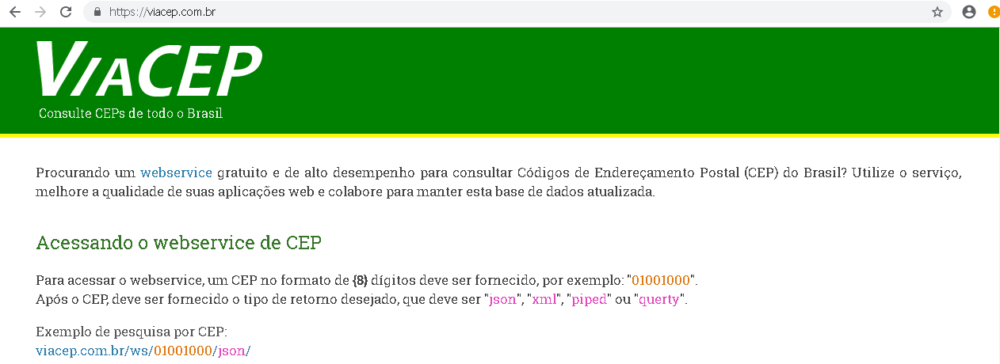 https://viacep.com.br
VIACEP
Consulte CEPs de todo o Brasil
Procurando um webservice gratuito e de alto desempenho para consultar Códigos de Endereçamento Postal (CEP) do Brasil? Utilize o serviço,
melhore a qualidade de suas aplicações web e colabore para manter esta base de dados atualizada.
Acessando o webservice de CEP
Para acessar o webservice, um CEP no formato de {8} dígitos deve ser fornecido, por exemplo: "01001000".
Após o CEP, deve ser fornecido o tipo de retorno desejado, que deve ser "json", "xml", "piped" ou "querty".
Exemplo de pesquisa por CEP:
viacep.com.br/ws/01001000/json/